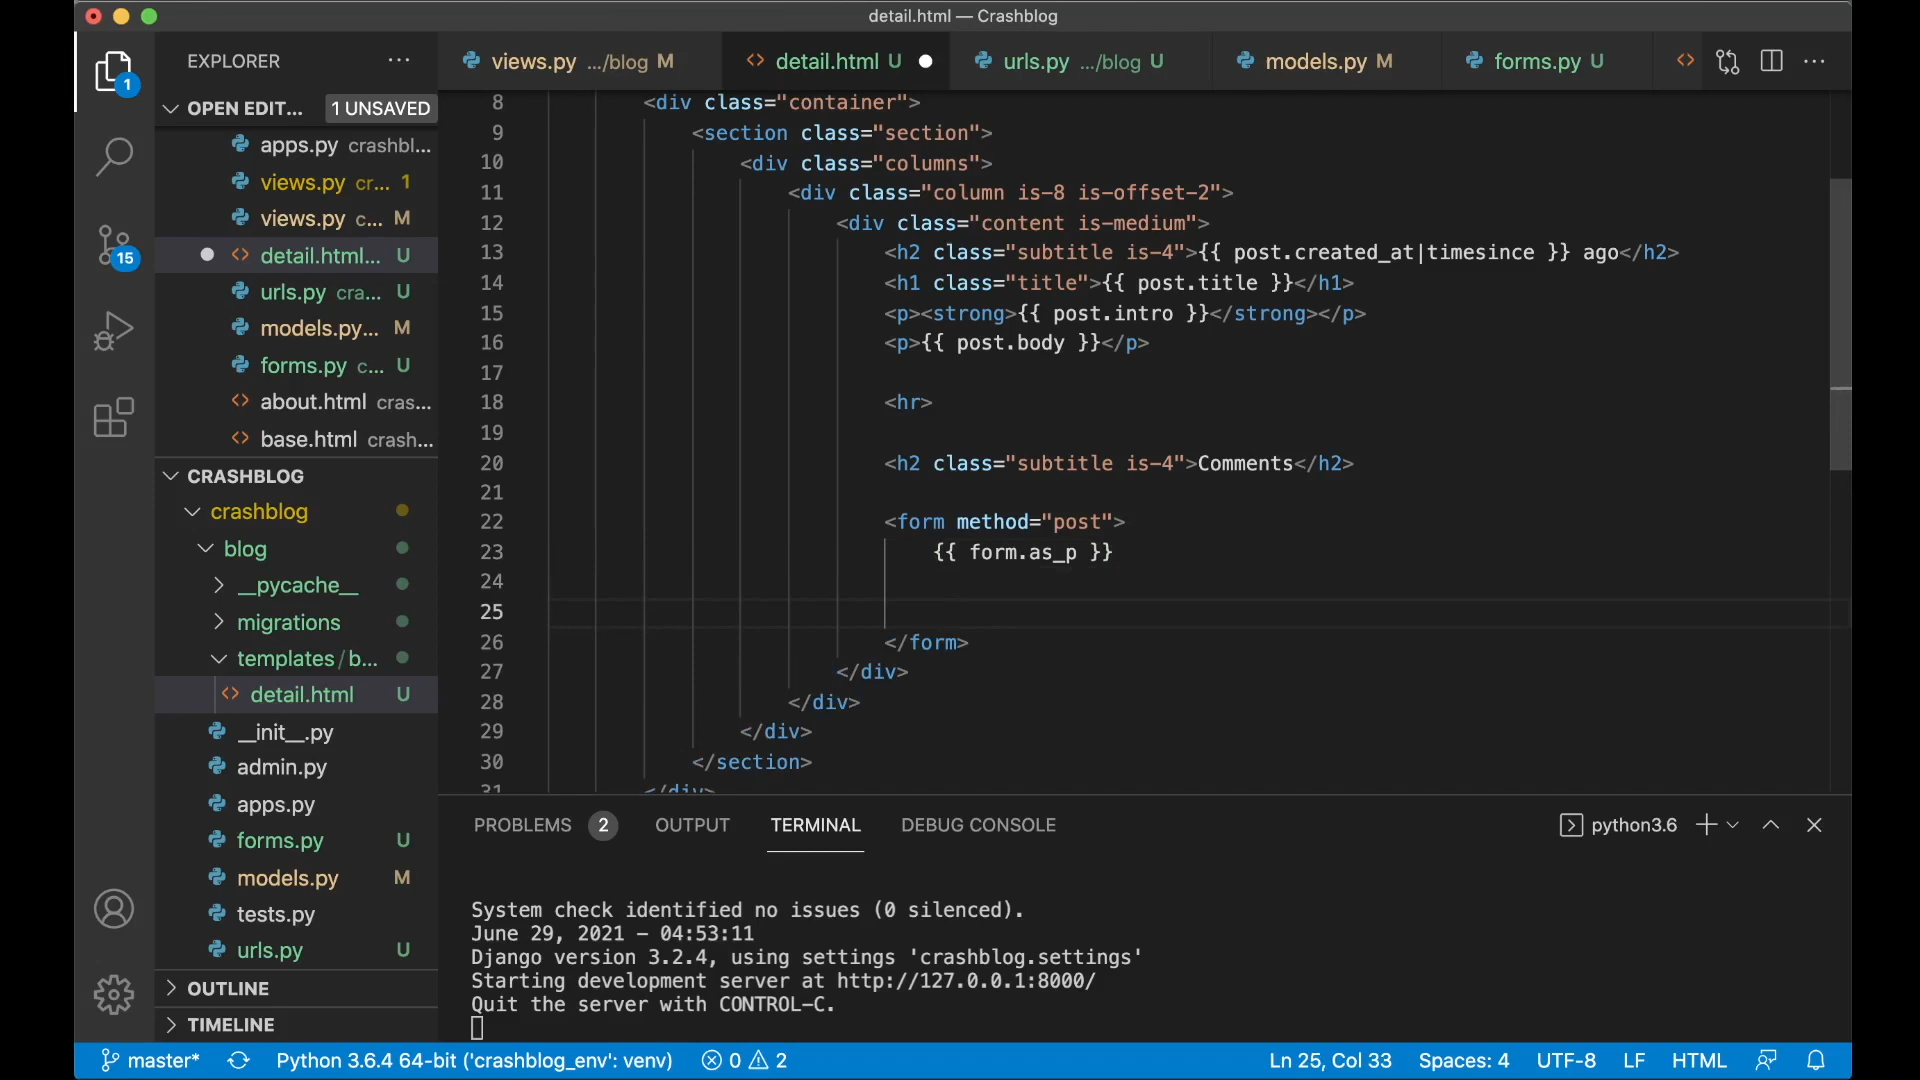 detail.html — Crashblog
EXPLORER
views.py .../blog M
detail.html U
urls.py .../blog U
models.py M
forms.py U
OPEN EDIT...
1 UNSAVED
apps.py crashbl...
views.py cr... 1
views.py c... M
detail.html... U
urls.py cra... U
models.py... M
forms.py c... U
about.html cras...
base.html crash...
CRASHBLOG
crashblog
blog
__pycache__
migrations
templates/b...
detail.html U
__init__.py
admin.py
apps.py
forms.py U
models.py M
tests.py
urls.py U
OUTLINE
TIMELINE
1
15
8 <div class="container">
9 <section class="section">
10 <div class="columns">
11 <div class="column is-8 is-offset-2">
12 <div class="content is-medium">
13 <h2 class="subtitle is-4">{{ post.created_at|timesince }} ago</h2>
14 <h1 class="title">{{ post.title }}</h1>
15 <p><strong>{{ post.intro }}</strong></p>
16 <p>{{ post.body }}</p>
17
18 <hr>
19
20 <h2 class="subtitle is-4">Comments</h2>
21
22 <form method="post">
23 {{ form.as_p }}
24
25
26 </form>
27 </div>
28 </div>
29 </div>
30 </section>
31 </div>
PROBLEMS 2 OUTPUT TERMINAL DEBUG CONSOLE
python3.6
System check identified no issues (0 silenced).
June 29, 2021 - 04:53:11
Django version 3.2.4, using settings 'crashblog.settings'
Starting development server at http://127.0.0.1:8000/
Quit the server with CONTROL-C.
master* Python 3.6.4 64-bit ('crashblog_env': venv) 0 2
Ln 25, Col 33 Spaces: 4 UTF-8 LF HTML